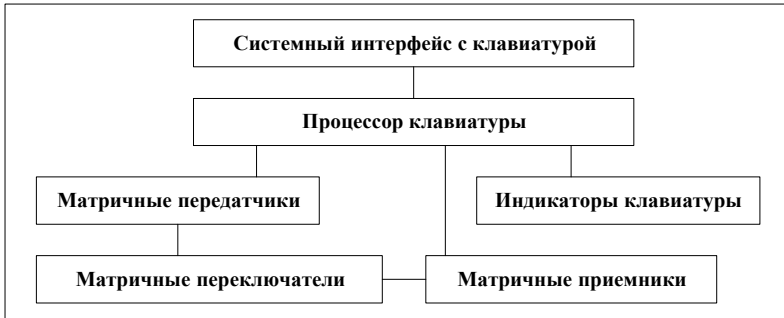 Системный интерфейс с клавиатурой
Процессор клавиатуры
Матричные передатчики
Индикаторы клавиатуры
Матричные переключатели
Матричные приемники